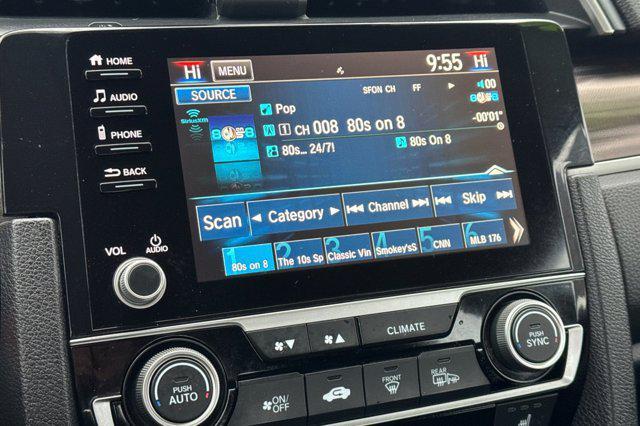 HOME
AUDIO
PHONE
BACK
VOL AUDIO
Hi MENU 9:55 Hi
SOURCE SFON CH FF 00
SiriusXM Pop -00'01"
1 CH 008 80s on 8
80s... 24/7! 80s On 8
Scan Category Channel Skip
1 80s on 8
2 The 10s Sp
3 Classic Vin
4 Smokey'sS
5 CNN
6 MLB 176
CLIMATE
PUSH SYNC
PUSH AUTO
ON/OFF
FRONT
REAR